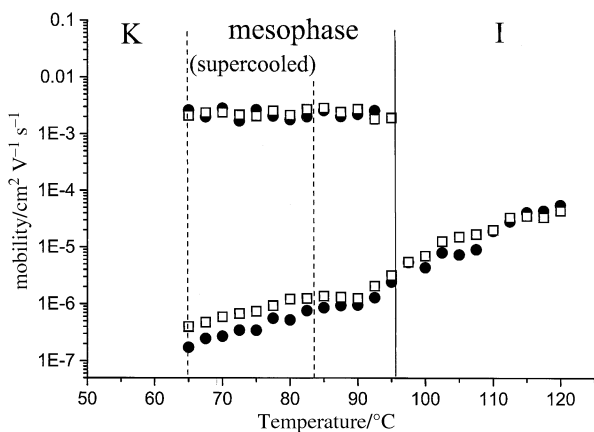 K mesophase I
(supercooled)
0.1
0.01
1E-3
1E-4
1E-5
1E-6
1E-7
mobility/cm² V⁻¹ s⁻¹
50 60 70 80 90 100 110 120
Temperature/°C